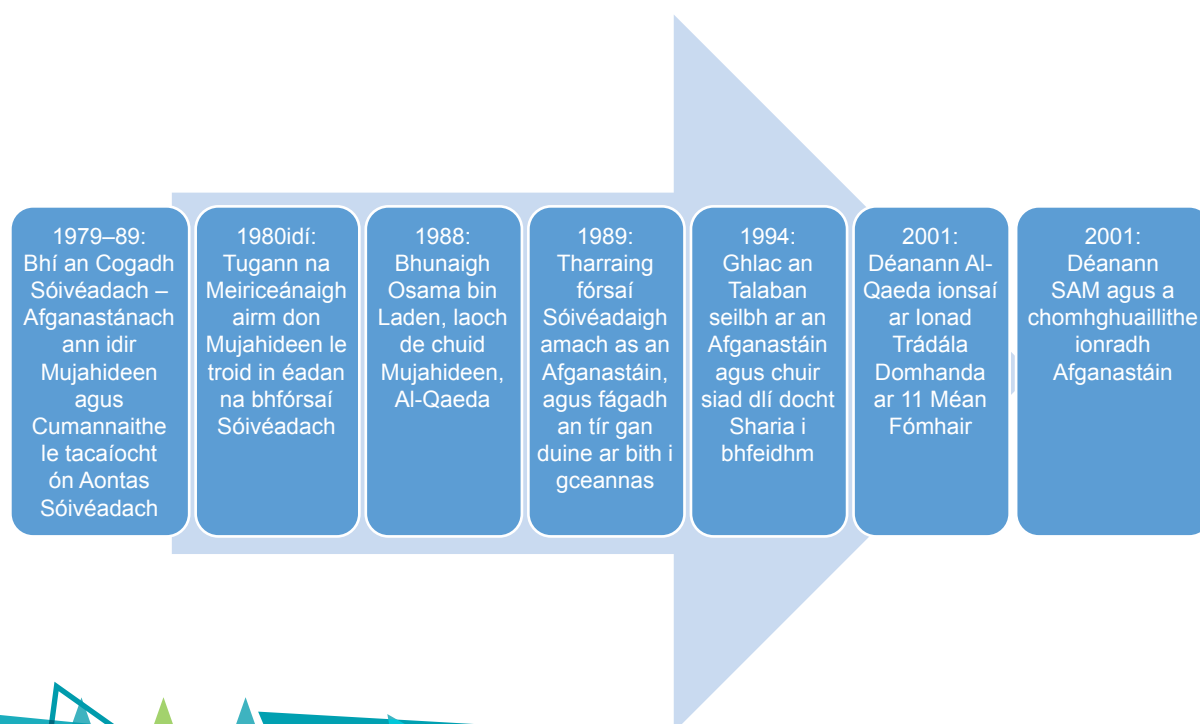 1979–89:
Bhí an Cogadh
Sóivéadach –
Afganastánach
ann idir
Mujahideen
agus
Cumannaithe
le tacaíocht
ón Aontas
Sóivéadach
1980idí:
Tugann na
Meiriceánaigh
airm don
Mujahideen le
troid in éadan
na bhfórsaí
Sóivéadach
1988:
Bhunaigh
Osama bin
Laden, laoch
de chuid
Mujahideen,
Al-Qaeda
1989:
Tharraing
fórsaí
Sóivéadaigh
amach as an
Afganastáin,
agus fágadh
an tír gan
duine ar bith i
gceannas
1994:
Ghlac an
Talaban
seilbh ar an
Afganastáin
agus chuir
siad dlí docht
Sharia i
bhfeidhm
2001:
Déanann Al-
Qaeda ionsaí
ar Ionad
Trádála
Domhanda
ar 11 Méan
Fómhair
2001:
Déanann
SAM agus a
chomhghuaillithe
ionradh
Afganastáin